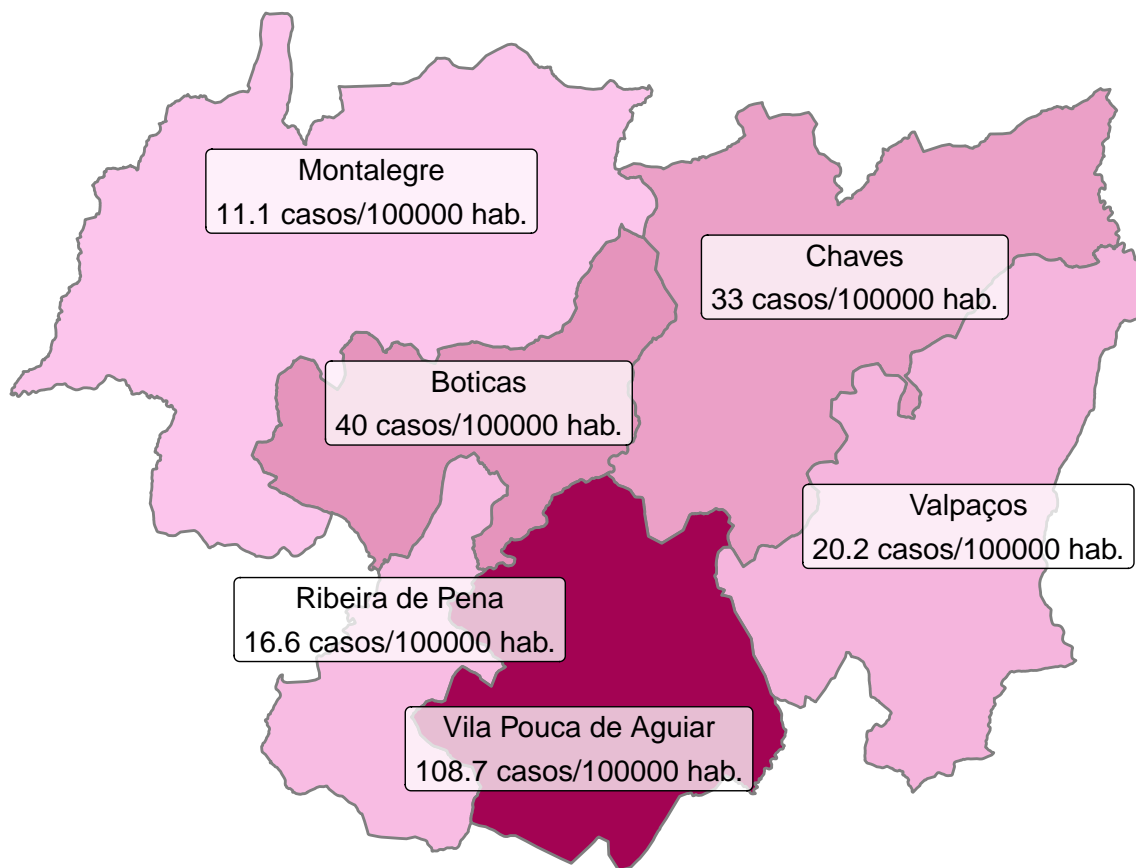 Montalegre
11.1 casos/100000 hab.
Chaves
33 casos/100000 hab.
Boticas
40 casos/100000 hab.
Valpaços
20.2 casos/100000 hab.
Ribeira de Pena
16.6 casos/100000 hab.
Vila Pouca de Aguiar
108.7 casos/100000 hab.